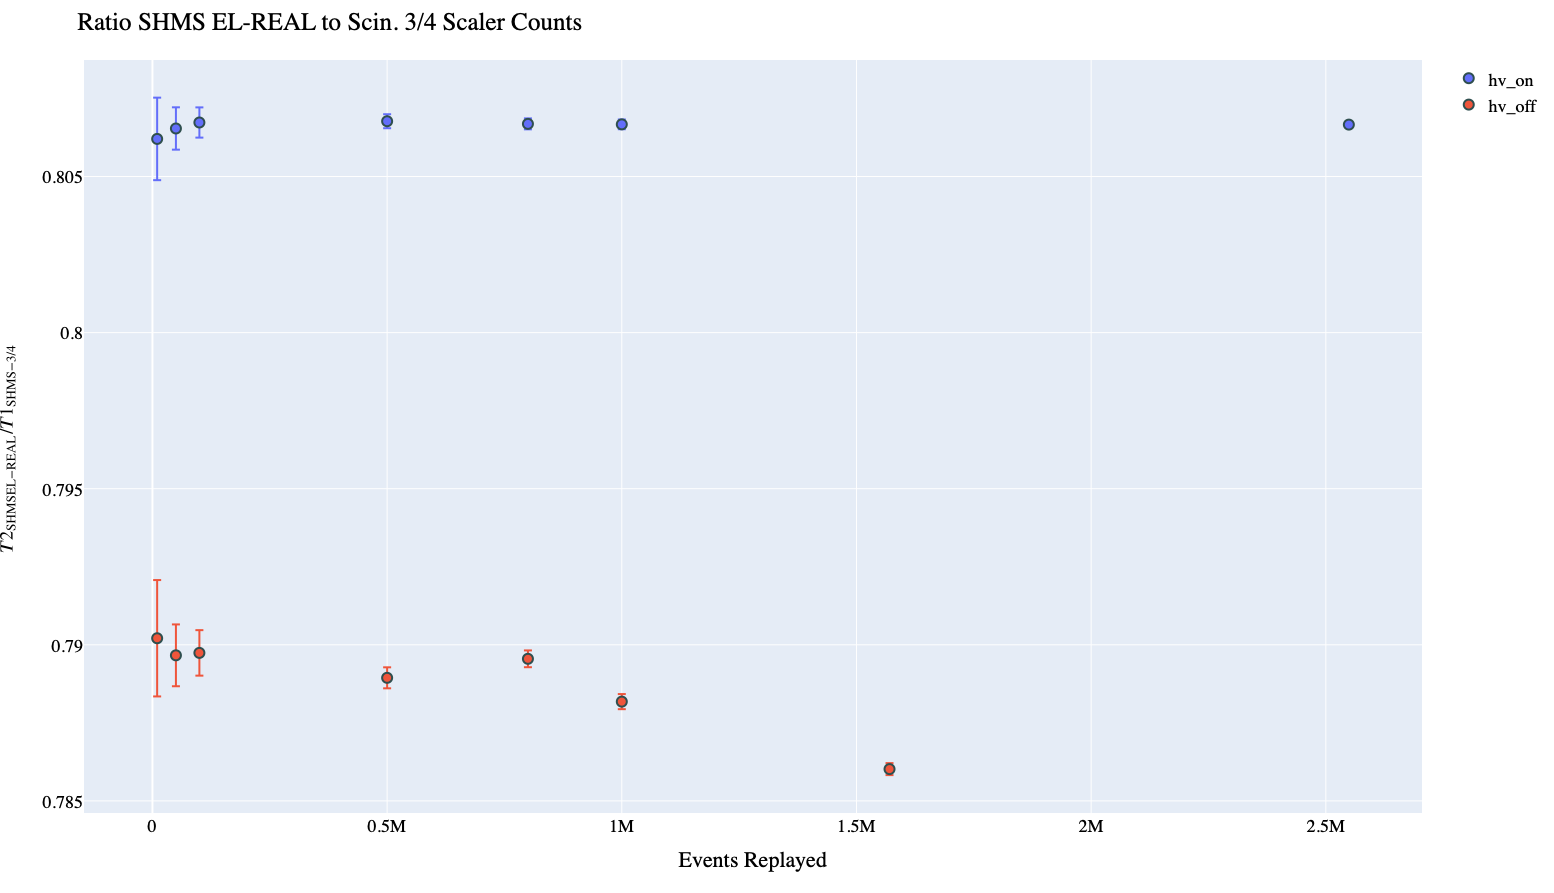 Ratio SHMS EL-REAL to Scin. 3/4 Scaler Counts
hv_on
hv_off
T2SHMSEL−REAL/T1SHMS−3/4
0.805
0.8
0.795
0.79
0.785
0
0.5M
1M
1.5M
2M
2.5M
Events Replayed